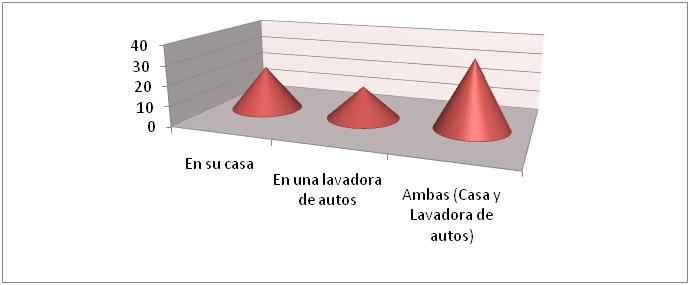 40
30
20
10
0
En su casa
En una lavadora
de autos
Ambas (Casa y
Lavadora de
autos)